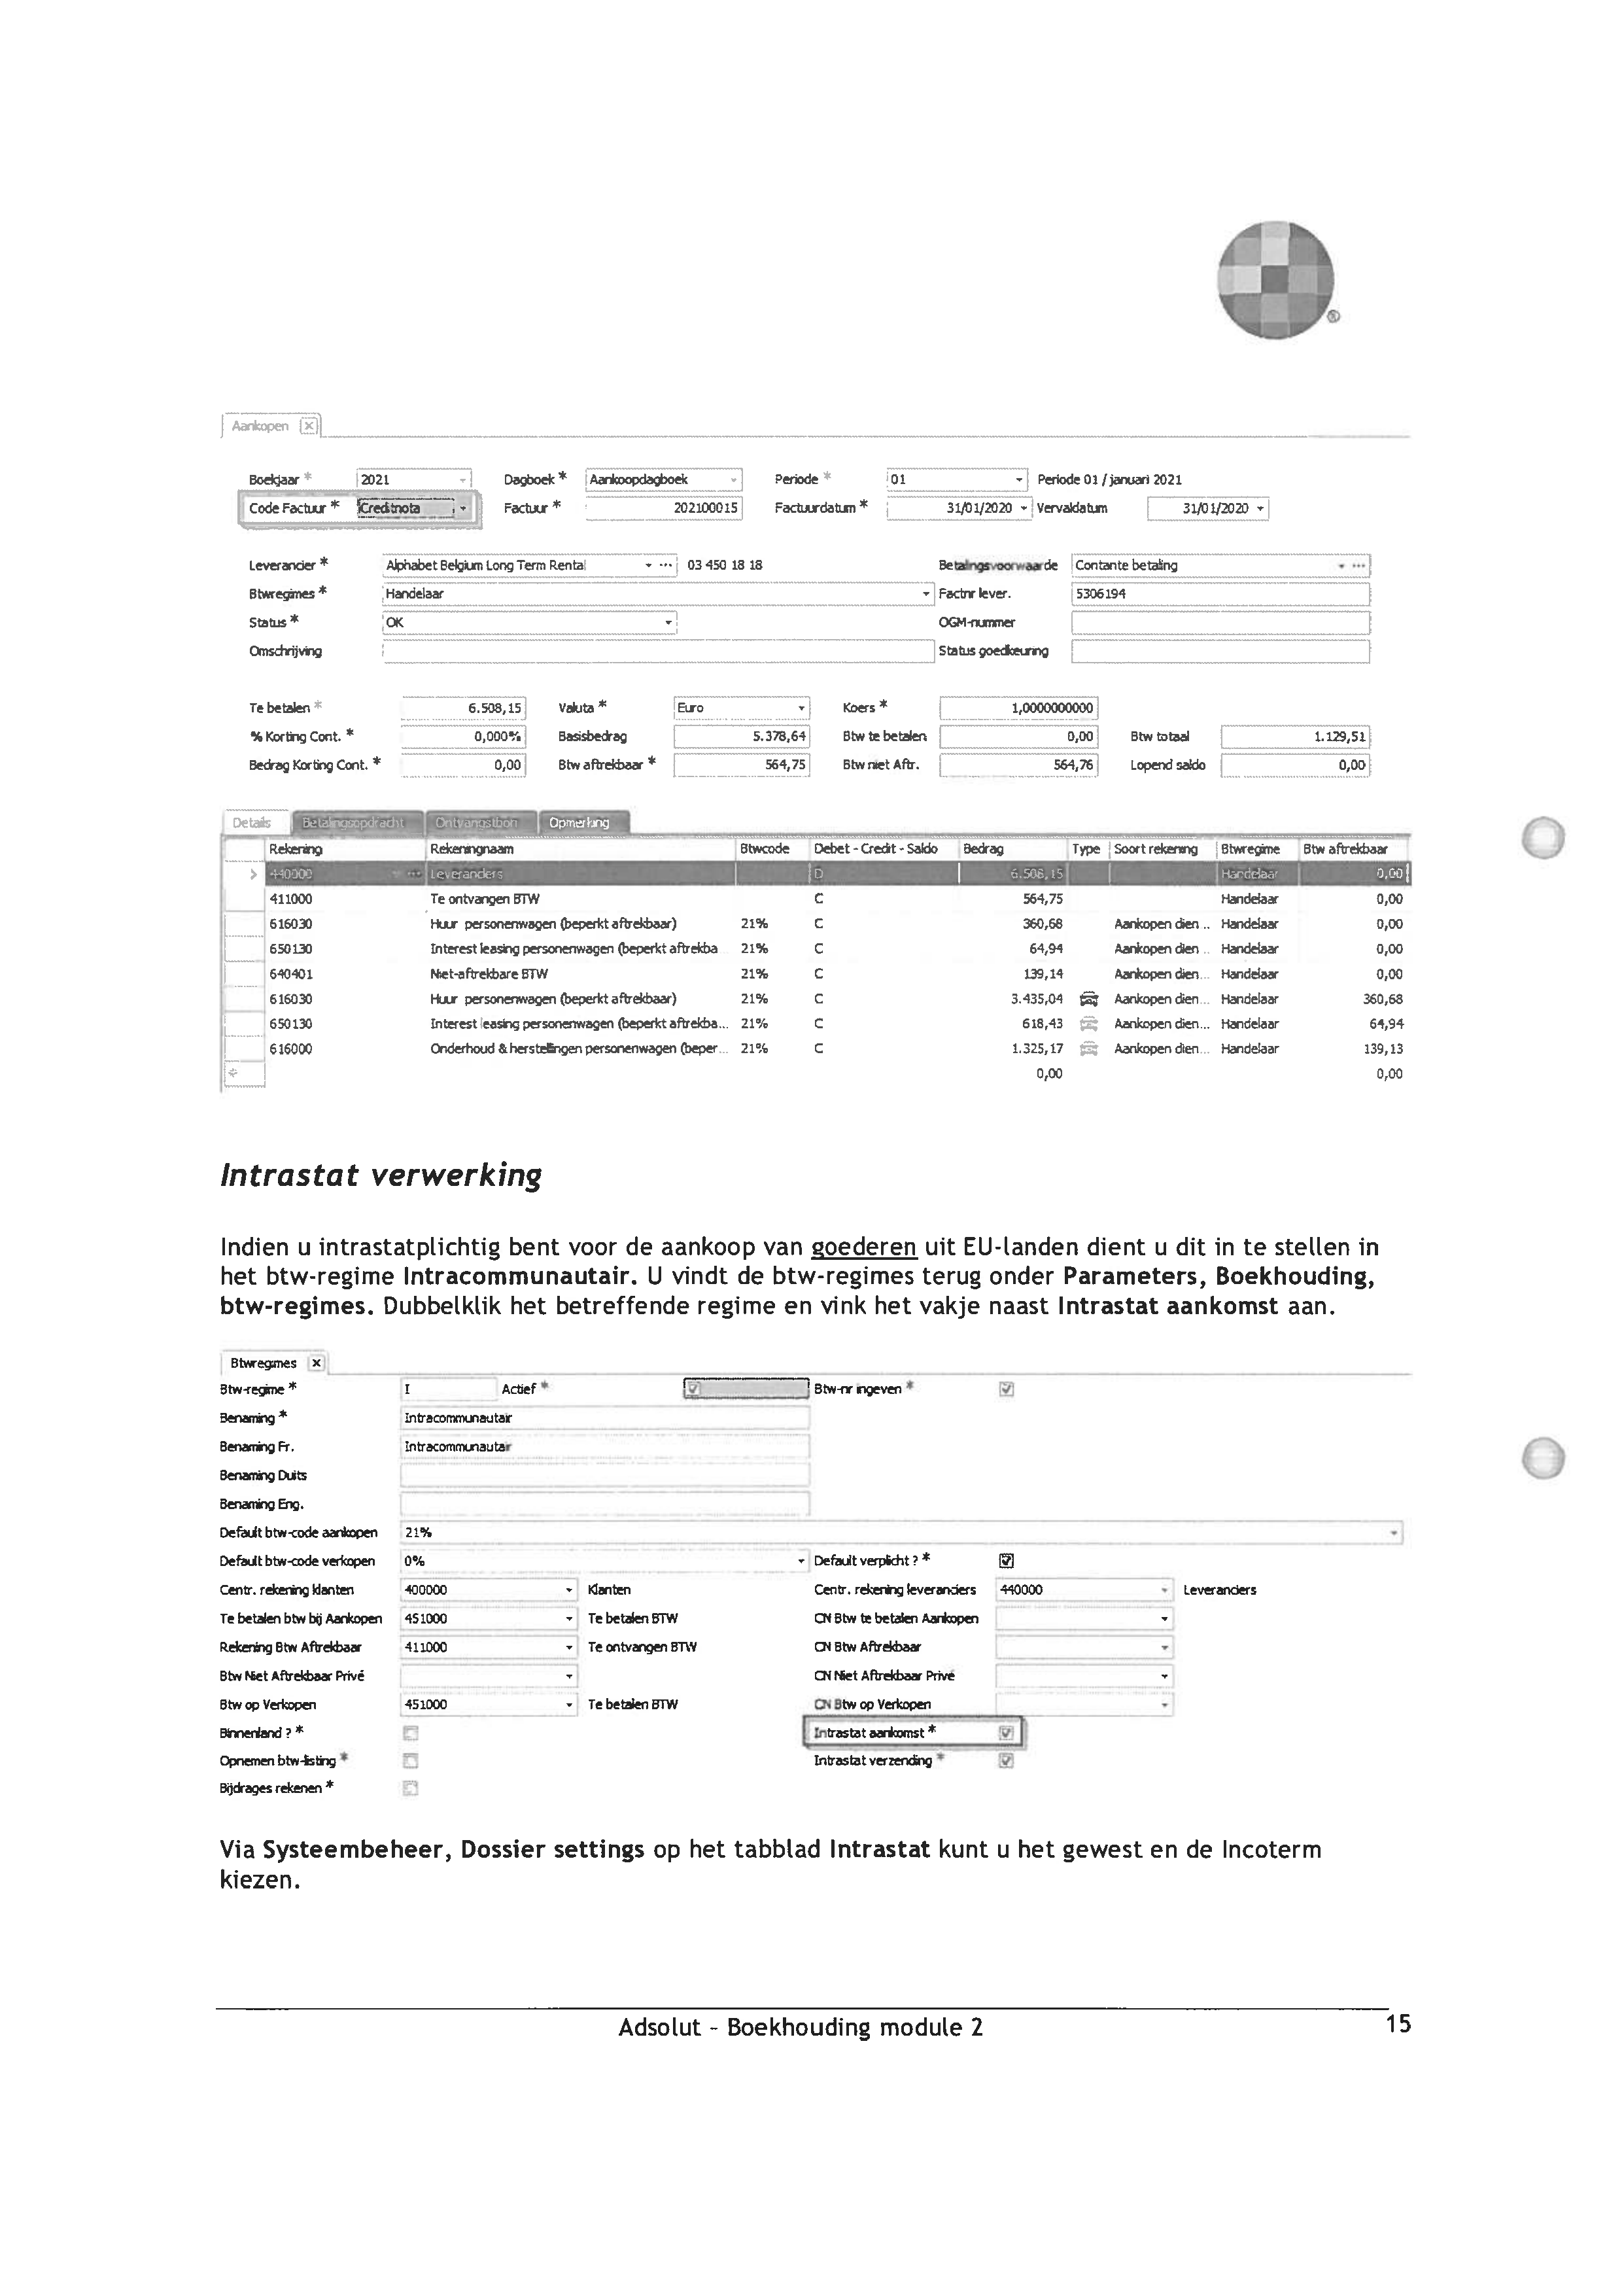 ®
Aankopen
Boekjaar * 2021 Dagboek * Aankoopdagboek Periode * 01 Periode 01 / januari 2021
Code Factuur * Creditnota Factuur * 202100015 Factuurdatum * 31/01/2020 Vervaldatum 31/01/2020
Leverancier * Alphabet Belgium Long Term Rental 03 450 18 18 Betalingsvoorwaarde Contante betaling
Btwregimes * Handelaar Factnr lever. 5306194
Status * OK OGM-nummer
Omschrijving Status goedkeuring
Te betalen * 6.508,15 Valuta * Euro Koers * 1,0000000000
% Korting Cont. * 0,000% Basisbedrag 5.378,64 Btw te betalen 0,00 Btw totaal 1.129,51
Bedrag Korting Cont. * 0,00 Btw aftrekbaar * 564,75 Btw niet Aftr. 564,76 Lopend saldo 0,00
Details Betalingsopdracht Ontvangstbon Opmerking
Rekening Rekeningnaam Btwcode Debet - Credit - Saldo Bedrag Type Soort rekening Btwregime Btw aftrekbaar
440000 Leveranciers D 6.508,15 Handelaar 0,00
411000 Te ontvangen BTW C 564,75 Handelaar 0,00
616030 Huur personenwagen (beperkt aftrekbaar) 21% C 360,68 Aankopen dien... Handelaar 0,00
650130 Interest leasing personenwagen (beperkt aftrekba... 21% C 64,94 Aankopen dien... Handelaar 0,00
640401 Niet-aftrekbare BTW 21% C 139,14 Aankopen dien... Handelaar 0,00
616030 Huur personenwagen (beperkt aftrekbaar) 21% C 3.435,04 Aankopen dien... Handelaar 360,68
650130 Interest leasing personenwagen (beperkt aftrekba... 21% C 618,43 Aankopen dien... Handelaar 64,94
616000 Onderhoud & herstellingen personenwagen (beper... 21% C 1.325,17 Aankopen dien... Handelaar 139,13
0,00 0,00
Intrastat verwerking
Indien u intrastatplichtig bent voor de aankoop van goederen uit EU-landen dient u dit in te stellen in
het btw-regime Intracommunautair. U vindt de btw-regimes terug onder Parameters, Boekhouding,
btw-regimes. Dubbelklik het betreffende regime en vink het vakje naast Intrastat aankomst aan.
Btwregimes
Btw-regime * I Actief * Btw-nr ingeven *
Benaming * Intracommunautair
Benaming Fr. Intracommunautair
Benaming Duits
Benaming Eng.
Default btw-code aankopen 21%
Default btw-code verkopen 0% Default verplicht ? *
Centr. rekening klanten 400000 Klanten Centr. rekening leveranciers 440000 Leveranciers
Te betalen btw bij Aankopen 451000 Te betalen BTW CN Btw te betalen Aankopen
Rekening Btw Aftrekbaar 411000 Te ontvangen BTW CN Btw Aftrekbaar
Btw Niet Aftrekbaar Privé CN Niet Aftrekbaar Privé
Btw op Verkopen 451000 Te betalen BTW CN Btw op Verkopen
Binnenland ? * Intrastat aankomst *
Opnemen btw-listing * Intrastat verzending *
Bijdrages rekenen *
Via Systeembeheer, Dossier settings op het tabblad Intrastat kunt u het gewest en de Incoterm
kiezen.
Adsolut - Boekhouding module 2 15